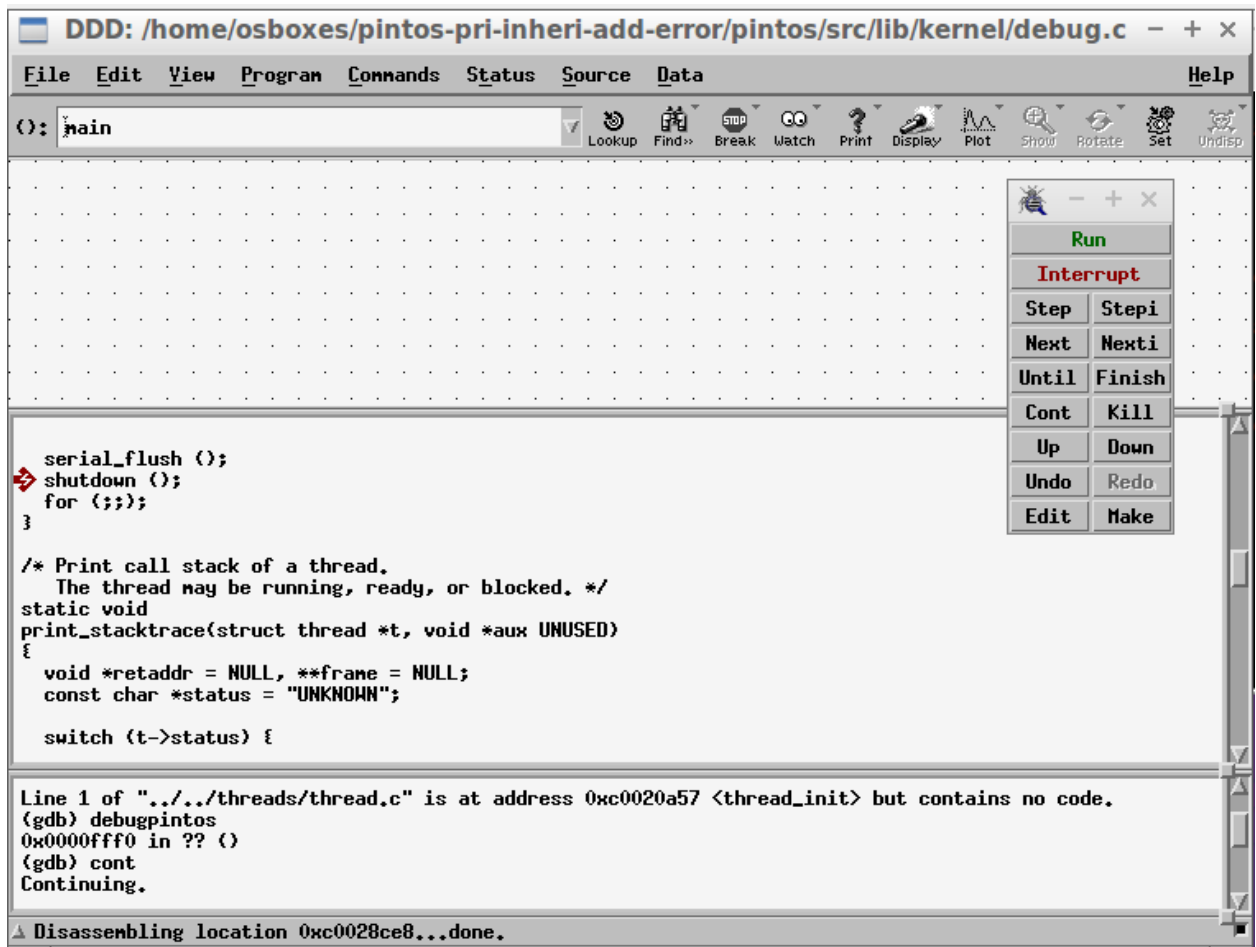 DDD: /home/osboxes/pintos-pri-inheri-add-error/pintos/src/lib/kernel/debug.c
File Edit View Program Commands Status Source Data Help
(): main
Lookup Find» Break Watch Print Display Plot Show Rotate Set Undisp
STOP
Run
Interrupt
Step Stepi
Next Nexti
Until Finish
Cont Kill
Up Down
Undo Redo
Edit Make
serial_flush ();
shutdown ();
for (;;);
}
/* Print call stack of a thread.
The thread may be running, ready, or blocked. */
static void
print_stacktrace(struct thread *t, void *aux UNUSED)
{
void *retaddr = NULL, **frame = NULL;
const char *status = "UNKNOWN";
switch (t->status) {
Line 1 of "../../threads/thread.c" is at address 0xc0020a57 <thread_init> but contains no code.
(gdb) debugpintos
0x0000fff0 in ?? ()
(gdb) cont
Continuing.
Disassembling location 0xc0028ce8...done.